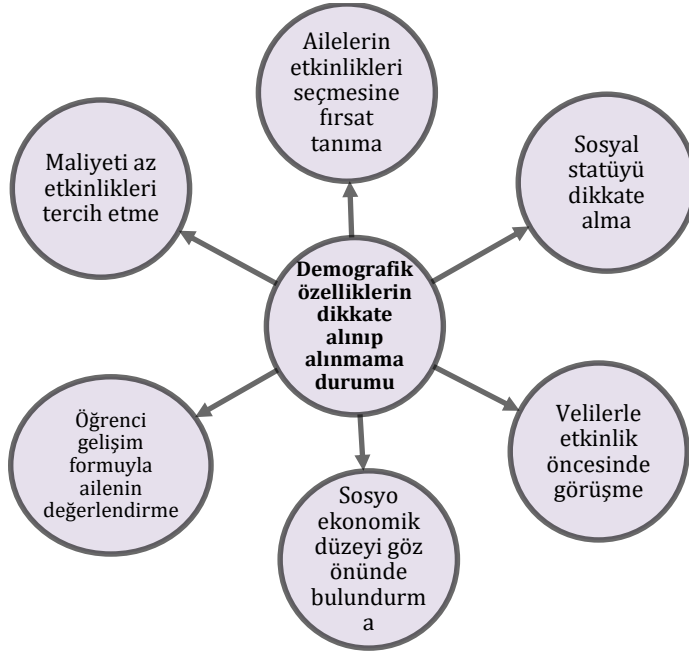 Ailelerin
etkinlikleri
seçmesine
fırsat
tanıma
Maliyeti az
etkinlikleri
tercih etme
Sosyal
statüyü
dikkate
alma
Demografik
özelliklerin
dikkate
alınıp
alınmama
durumu
Öğrenci
gelişim
formuyla
ailenin
değerlendirme
Velilerle
etkinlik
öncesinde
görüşme
Sosyo
ekonomik
düzeyi göz
önünde
bulundurm
a